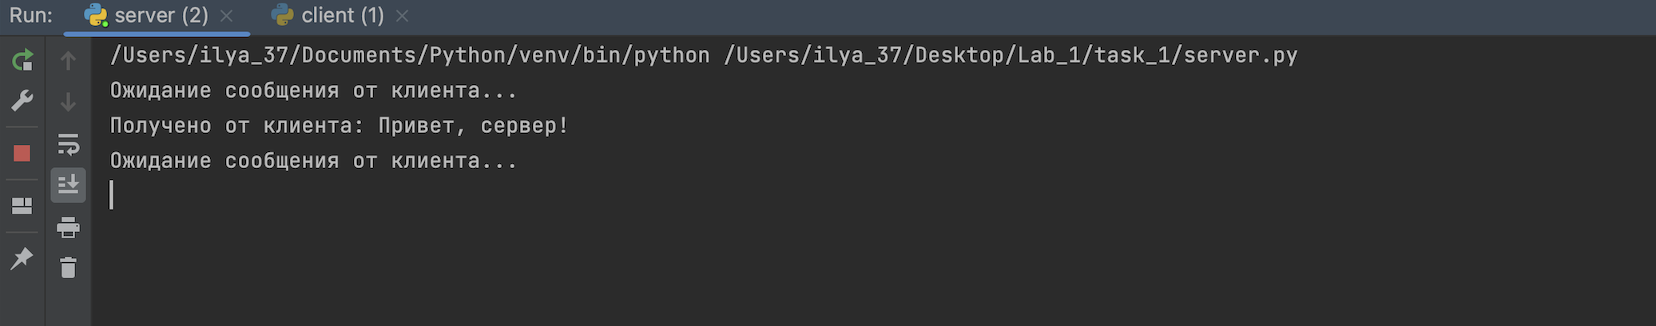 Run: server (2) client (1)
/Users/ilya_37/Documents/Python/venv/bin/python /Users/ilya_37/Desktop/Lab_1/task_1/server.py
Ожидание сообщения от клиента...
Получено от клиента: Привет, сервер!
Ожидание сообщения от клиента...